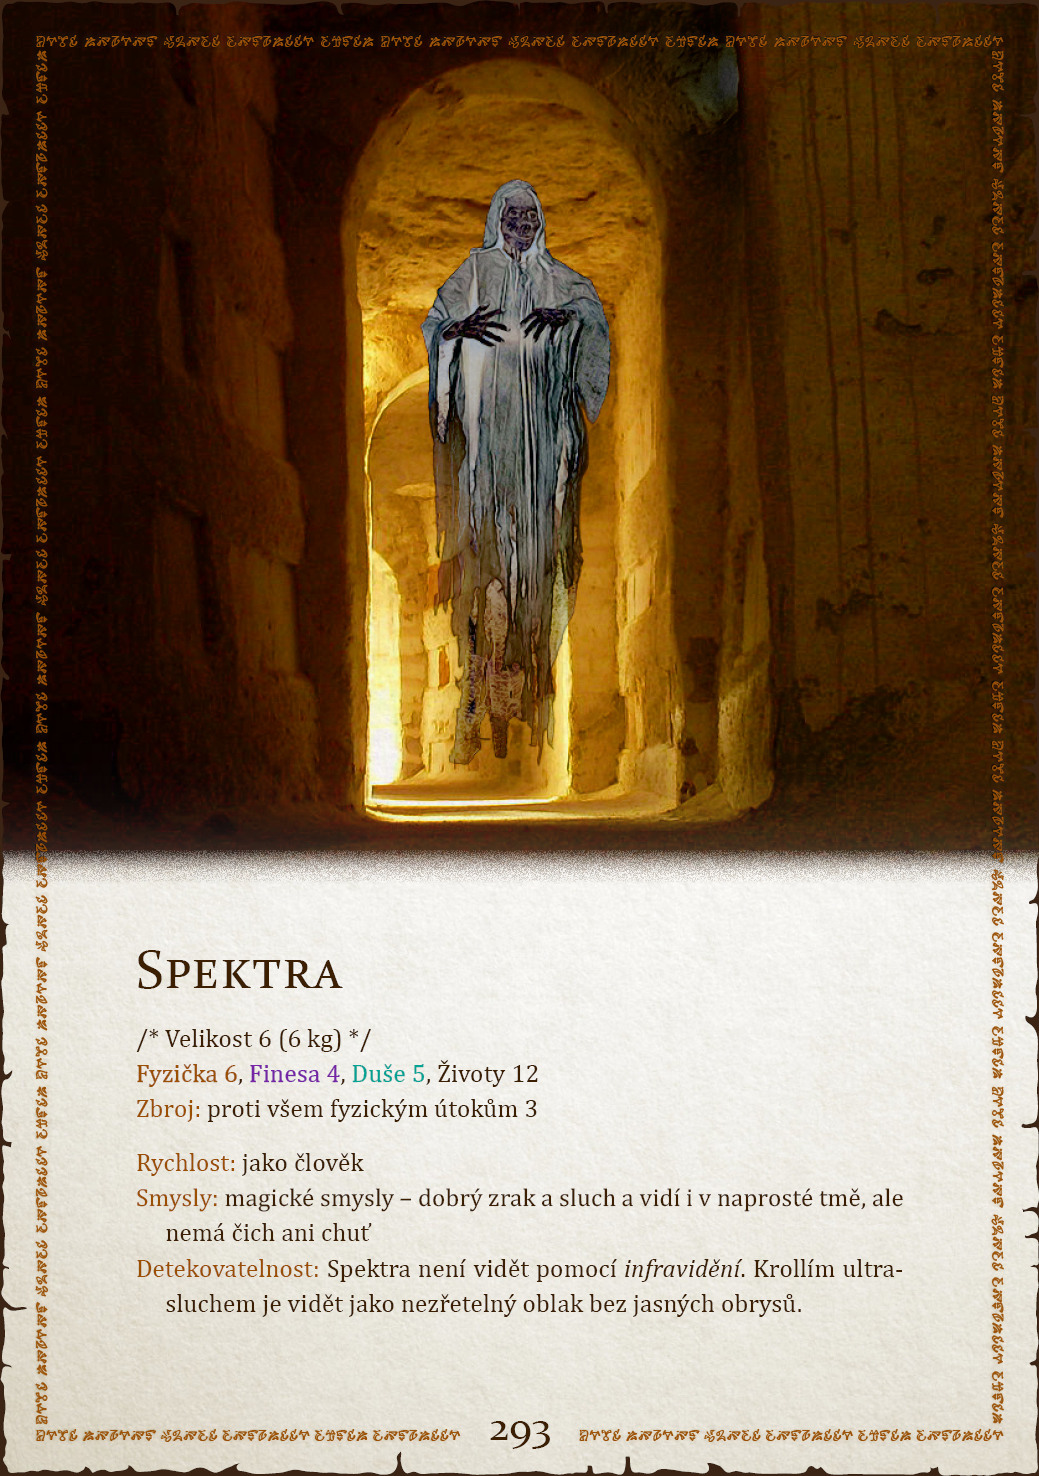 Spektra
/* Velikost 6 (6 kg) */
Fyzička 6, Finesa 4, Duše 5, Životy 12
Zbroj: proti všem fyzickým útokům 3
Rychlost: jako člověk
Smysly: magické smysly – dobrý zrak a sluch a vidí i v naprosté tmě, ale
nemá čich ani chuť
Detekovatelnost: Spektra není vidět pomocí infravidění. Krollím ultra-
sluchem je vidět jako nezřetelný oblak bez jasných obrysů.
293